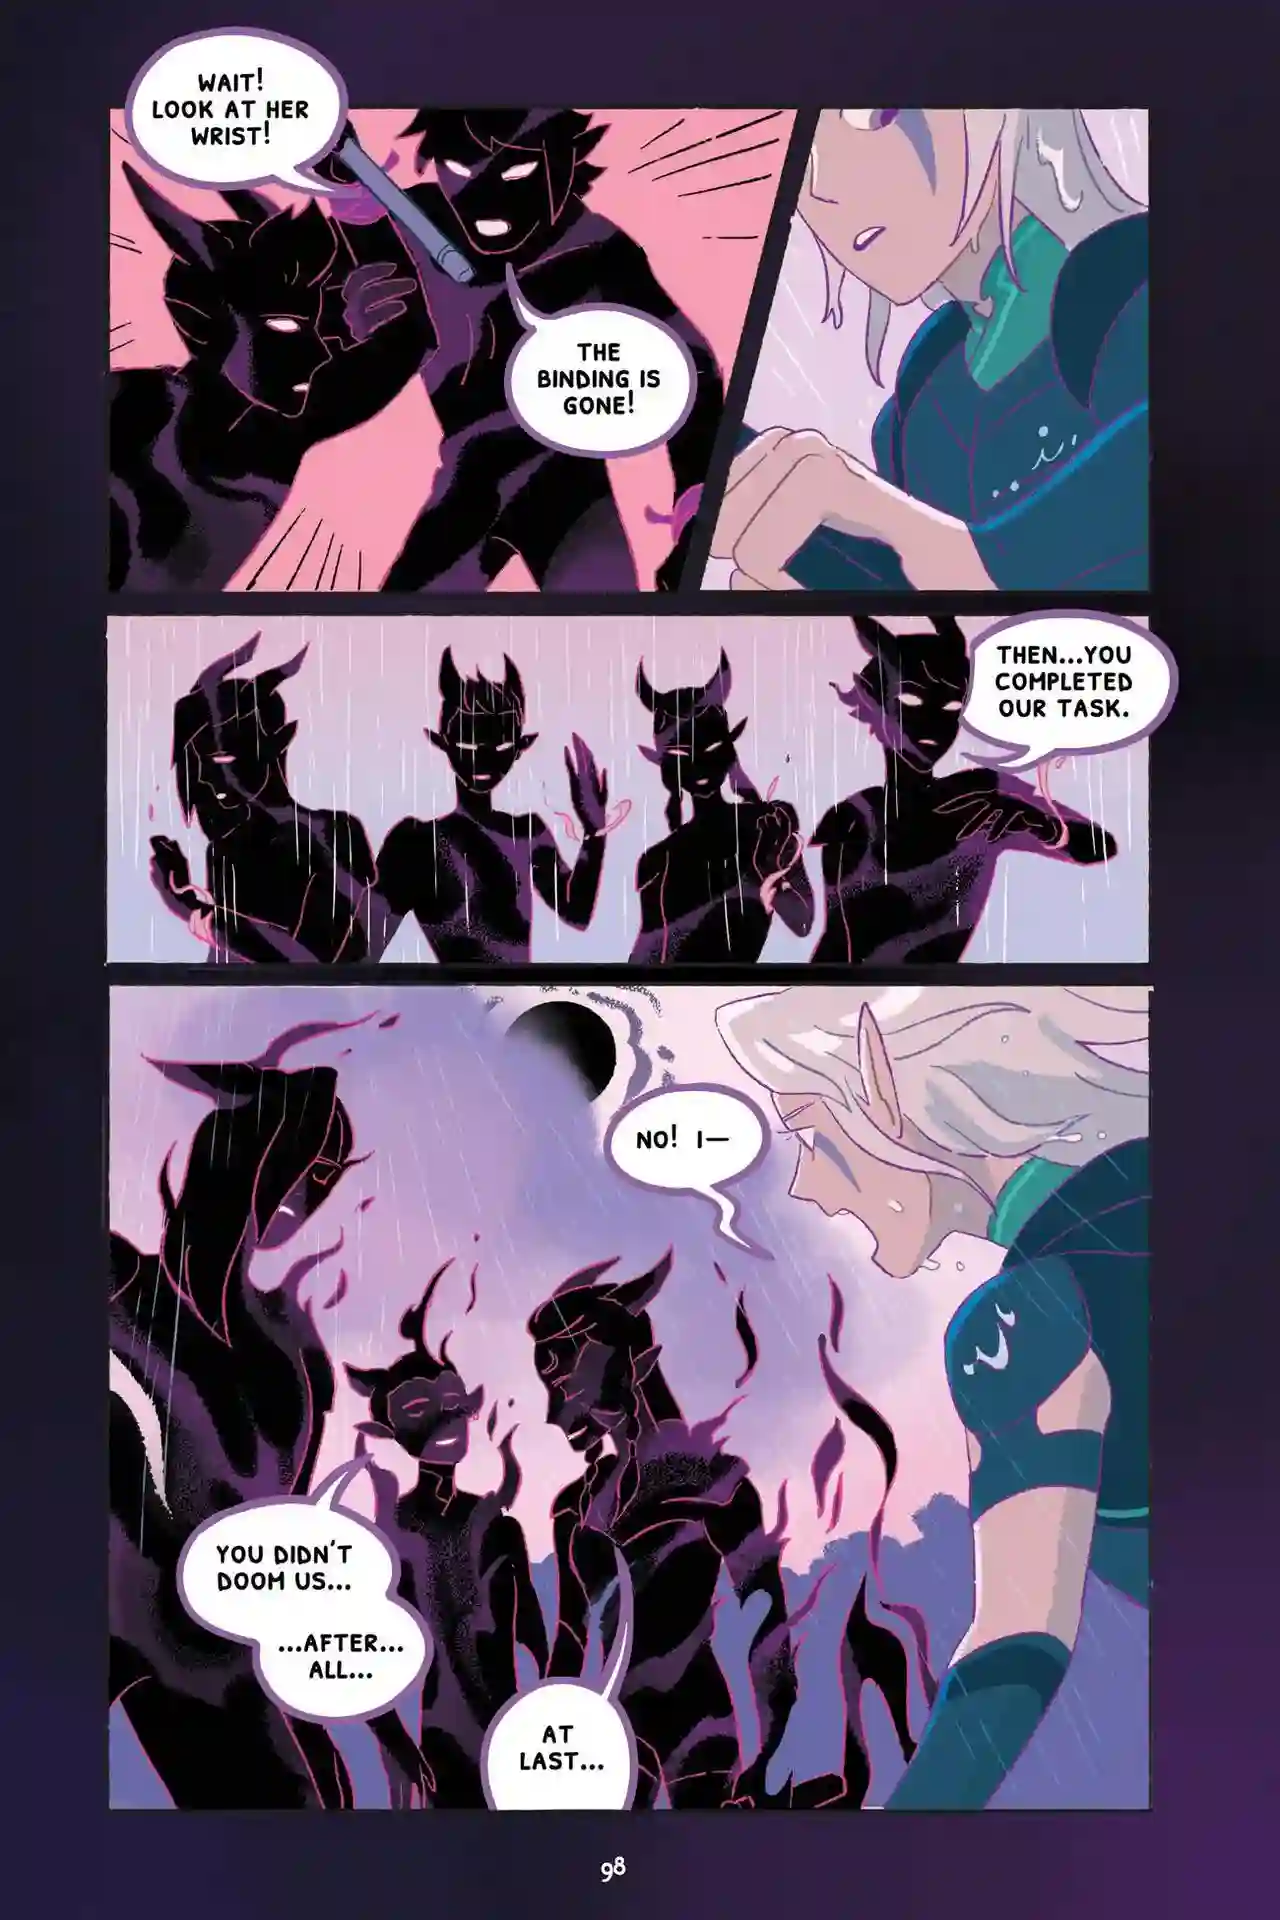 WAIT!
LOOK AT HER
WRIST!
THE
BINDING IS
GONE!
THEN...YOU
COMPLETED
OUR TASK.
NO! I—
YOU DIDN'T
DOOM US...
...AFTER...
ALL...
AT
LAST...
98